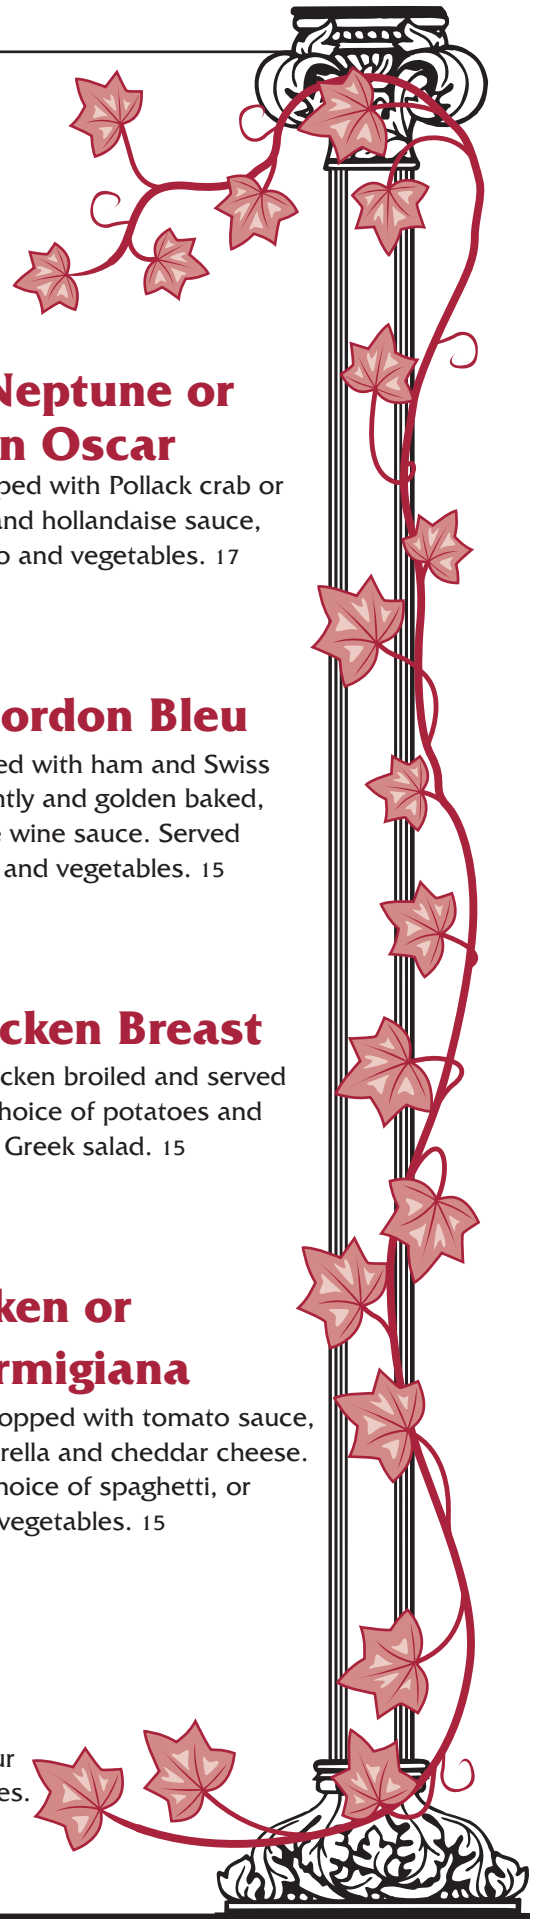 Neptune or
n Oscar
ped with Pollack crab or
and hollandaise sauce,
o and vegetables. 17
ordon Bleu
ed with ham and Swiss
ntly and golden baked,
e wine sauce. Served
and vegetables. 15
cken Breast
icken broiled and served
hoice of potatoes and
Greek salad. 15
ken or
rmigiana
opped with tomato sauce,
rella and cheddar cheese.
hoice of spaghetti, or
vegetables. 15
ur
es.